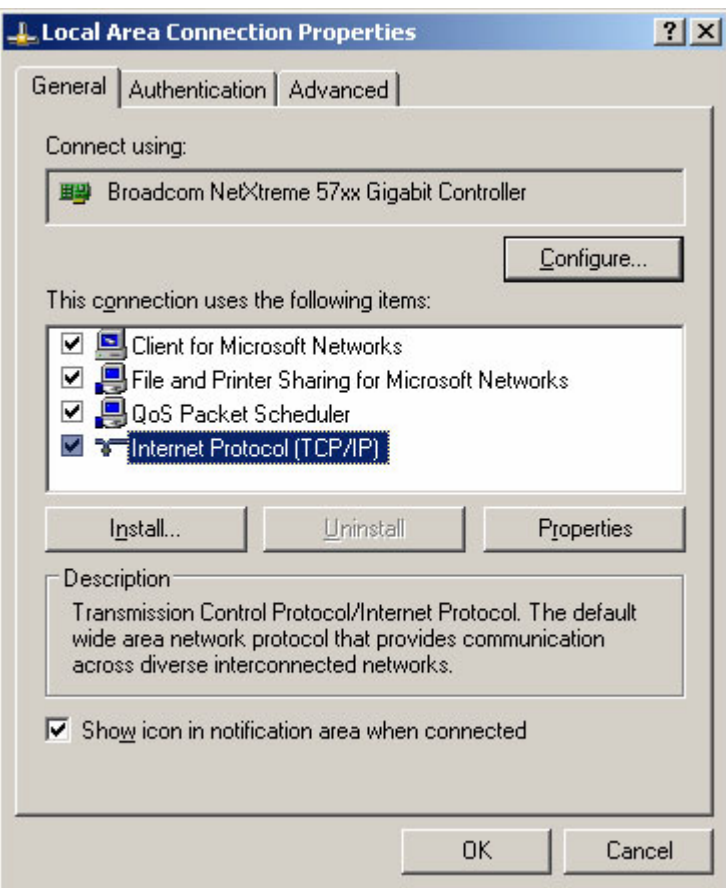 Local Area Connection Properties
General
Authentication
Advanced
Connect using:
Broadcom NetXtreme 57xx Gigabit Controller
Configure...
This connection uses the following items:
Client for Microsoft Networks
File and Printer Sharing for Microsoft Networks
QoS Packet Scheduler
Internet Protocol (TCP/IP)
Install...
Uninstall
Properties
Description
Transmission Control Protocol/Internet Protocol. The default
wide area network protocol that provides communication
across diverse interconnected networks.
Show icon in notification area when connected
OK
Cancel